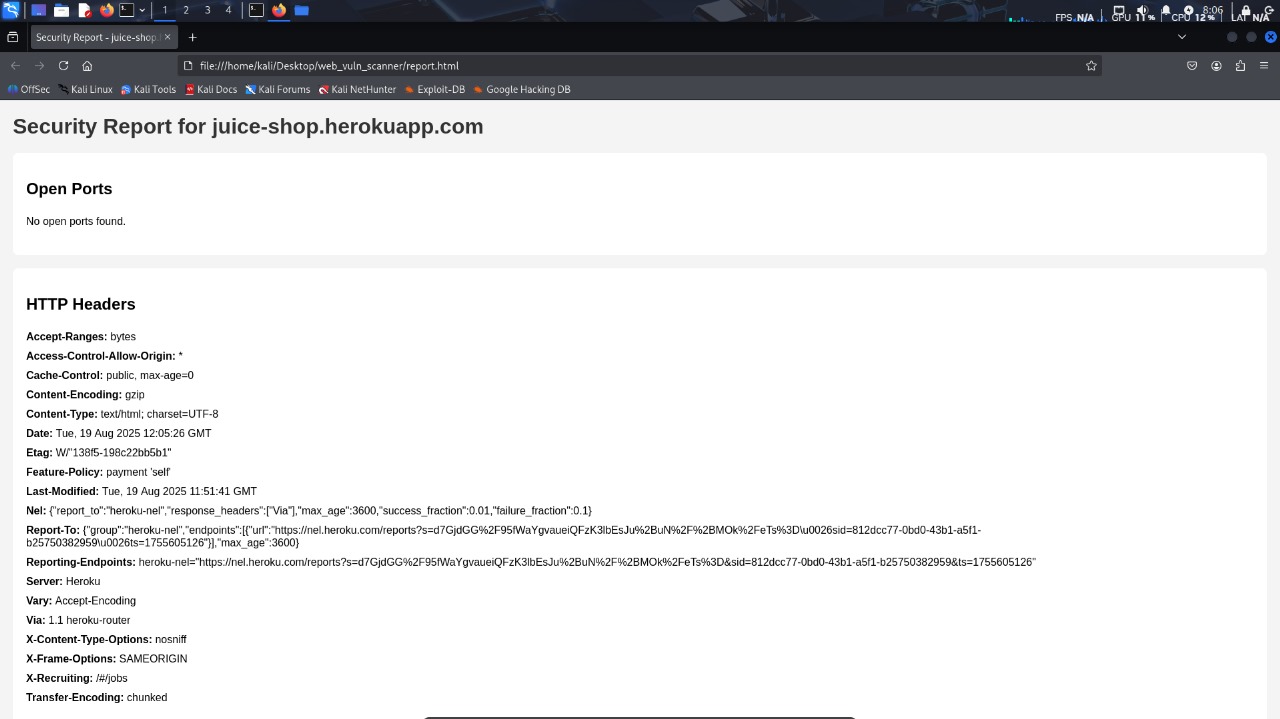 1 2 3 4 FPS N/A N/A 11% CPU 12% N/A 8:06
Security Report - juice-shop.
file:///home/kali/Desktop/web_vuln_scanner/report.html
OffSec Kali Linux Kali Tools Kali Docs Kali Forums Kali NetHunter Exploit-DB Google Hacking DB
Security Report for juice-shop.herokuapp.com
Open Ports
No open ports found.
HTTP Headers
Accept-Ranges: bytes
Access-Control-Allow-Origin: *
Cache-Control: public, max-age=0
Content-Encoding: gzip
Content-Type: text/html; charset=UTF-8
Date: Tue, 19 Aug 2025 12:05:26 GMT
Etag: W/"138f5-198c22bb5b1"
Feature-Policy: payment 'self'
Last-Modified: Tue, 19 Aug 2025 11:51:41 GMT
Nel: {"report_to":"heroku-nel","response_headers":["Via"],"max_age":3600,"success_fraction":0.01,"failure_fraction":0.1}
Report-To: {"group":"heroku-nel","endpoints":[{"url":"https://nel.heroku.com/reports?s=d7GjdGG%2F95fWaYgvaueiQFzK3lbEsJu%2BuN%2F%2BMOk%2FeTs%3D\u0026sid=812dcc77-0bd0-43b1-a5f1-
b25750382959\u0026ts=1755605126"}],"max_age":3600}
Reporting-Endpoints: heroku-nel="https://nel.heroku.com/reports?s=d7GjdGG%2F95fWaYgvaueiQFzK3lbEsJu%2BuN%2F%2BMOk%2FeTs%3D&sid=812dcc77-0bd0-43b1-a5f1-b25750382959&ts=1755605126"
Server: Heroku
Vary: Accept-Encoding
Via: 1.1 heroku-router
X-Content-Type-Options: nosniff
X-Frame-Options: SAMEORIGIN
X-Recruiting: /#/jobs
Transfer-Encoding: chunked